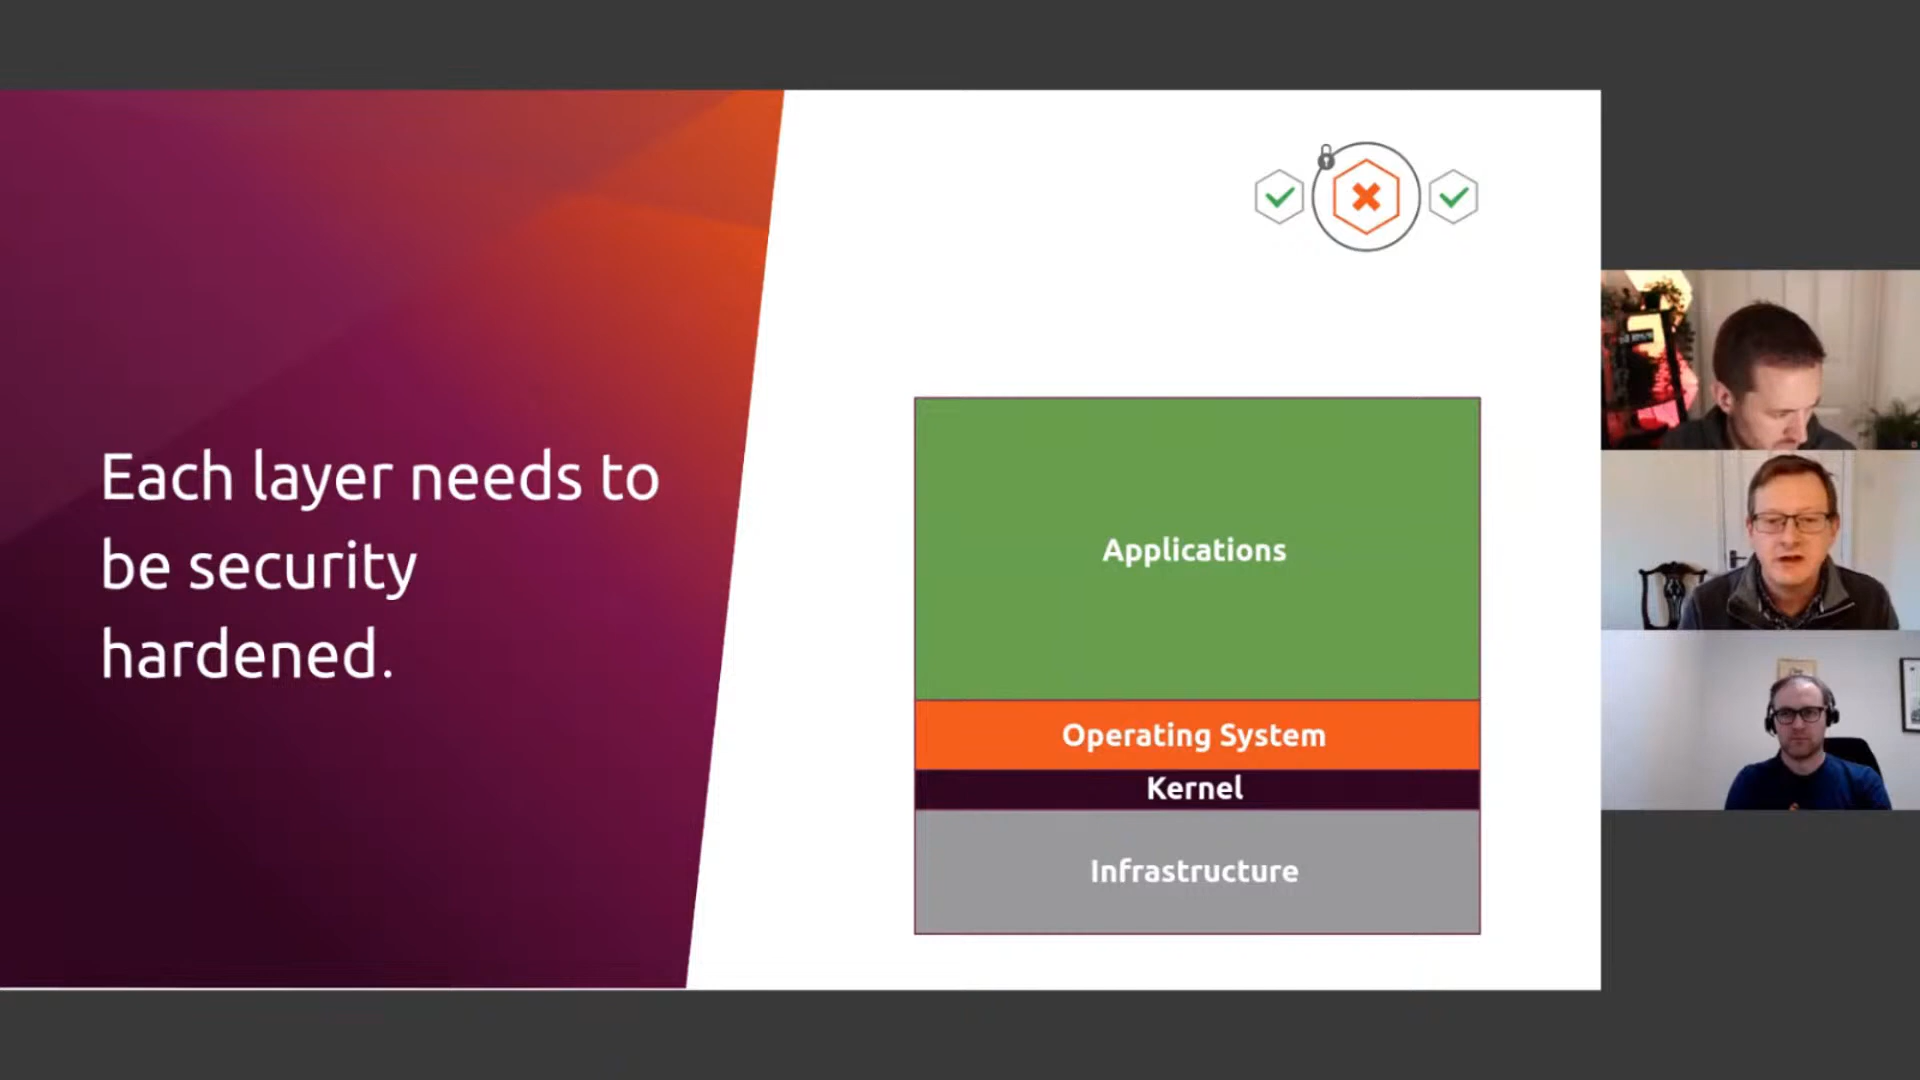 Each layer needs to
be security
hardened.
Applications
Operating System
Kernel
Infrastructure